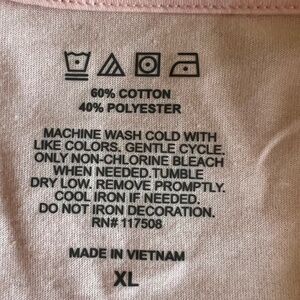 60% COTTON
40% POLYESTER
MACHINE WASH COLD WITH
LIKE COLORS. GENTLE CYCLE.
ONLY NON-CHLORINE BLEACH
WHEN NEEDED. TUMBLE
DRY LOW. REMOVE PROMPTLY.
COOL IRON IF NEEDED.
DO NOT IRON DECORATION.
RN# 117508
MADE IN VIETNAM
XL